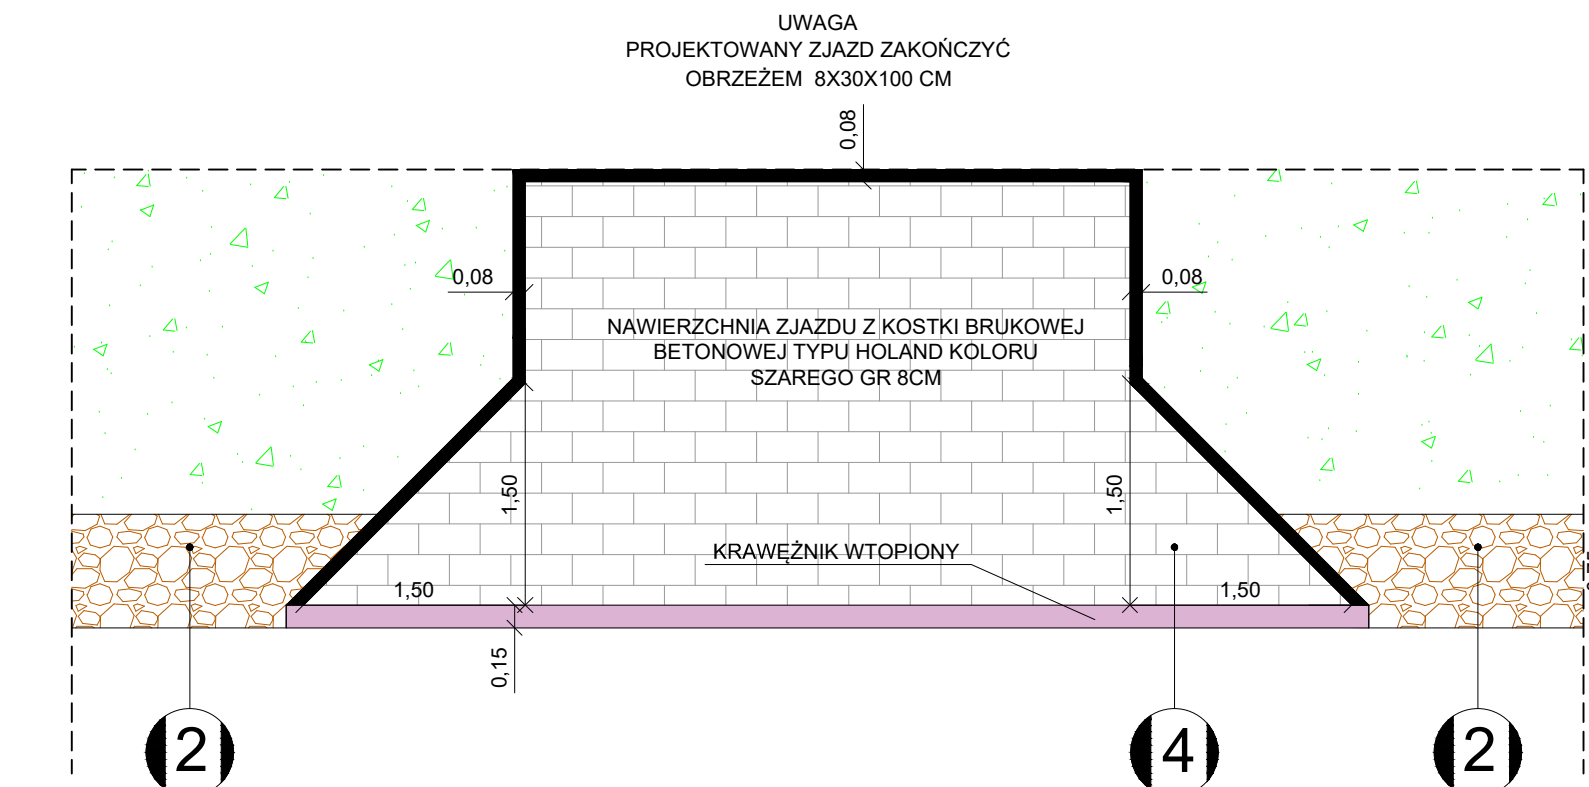 UWAGA
PROJEKTOWANY ZJAZD ZAKOŃCZYĆ
OBRZEŻEM 8X30X100 CM
0,08
0,08
0,08
NAWIERZCHNIA ZJAZDU Z KOSTKI BRUKOWEJ
BETONOWEJ TYPU HOLAND KOLORU
SZAREGO GR 8CM
1,50
1,50
KRAWĘŻNIK WTOPIONY
1,50
1,50
0,15
2
4
2